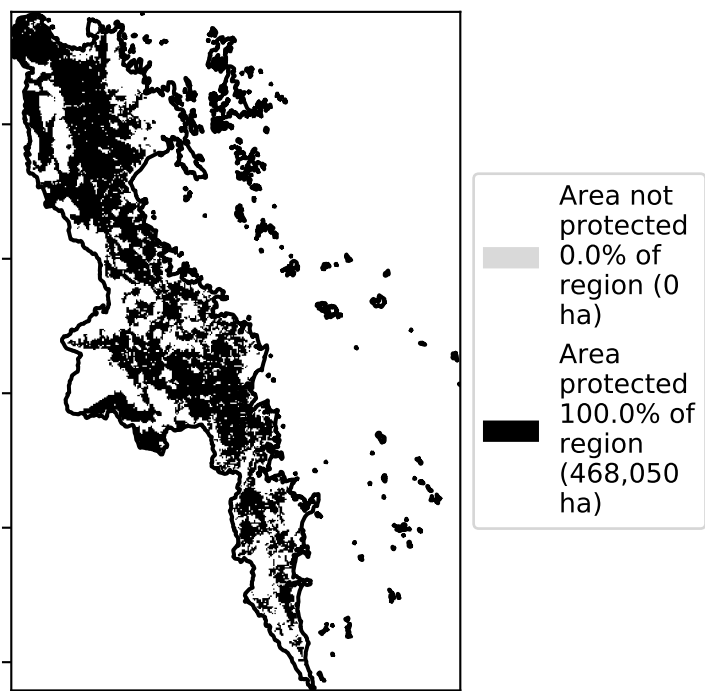 Area not
protected
0.0% of
region (0
ha)
Area
protected
100.0% of
region
(468,050
ha)